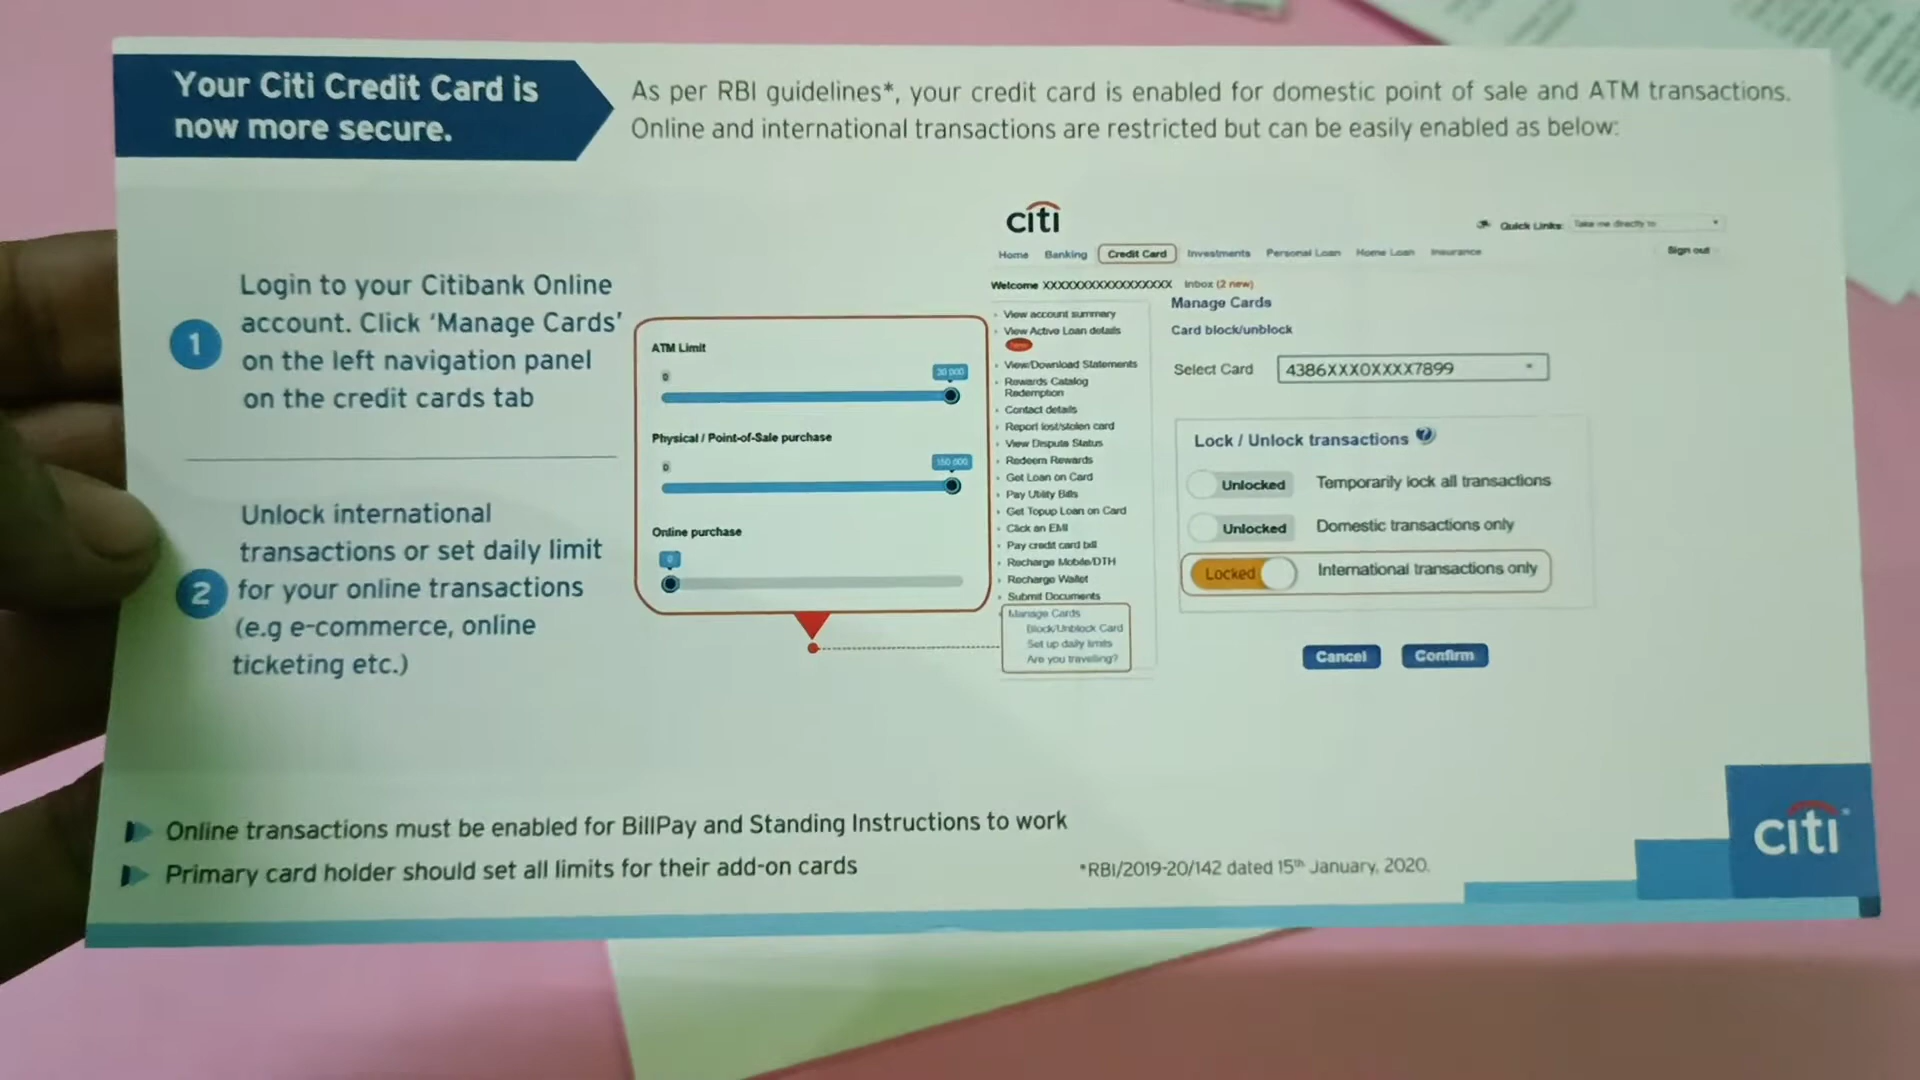 Your Citi Credit Card is
now more secure.
As per RBI guidelines*, your credit card is enabled for domestic point of sale and ATM transactions.
Online and international transactions are restricted but can be easily enabled as below:
1
Login to your Citibank Online
account. Click 'Manage Cards'
on the left navigation panel
on the credit cards tab
2
Unlock international
transactions or set daily limit
for your online transactions
(e.g e-commerce, online
ticketing etc.)
ATM Limit
0
Physical / Point-of-Sale purchase
0
150 000
Online purchase
0
citi
Quick Links: Take me directly to
Home Banking Credit Card Investments Personal Loan Home Loan Insurance
Sign out
Welcome XXXXXXXXXXXXXXXXX Inbox (2 new)
View account summary
View Active Loan details
New
View/Download Statements
Rewards Catalog
Redemption
Contact details
Report lost/stolen card
View Dispute Status
Redeem Rewards
Get Loan on Card
Pay Utility Bills
Get Topup Loan on Card
Click an EMI
Pay credit card bill
Recharge Mobile/DTH
Recharge Wallet
Submit Documents
Manage Cards
Block/Unblock Card
Set up daily limits
Are you travelling?
Manage Cards
Card block/unblock
Select Card 4386XXX0XXXX7899
Lock / Unlock transactions ?
Unlocked Temporarily lock all transactions
Unlocked Domestic transactions only
Locked International transactions only
Cancel Confirm
Online transactions must be enabled for BillPay and Standing Instructions to work
Primary card holder should set all limits for their add-on cards
*RBI/2019-20/142 dated 15th January, 2020.
citi